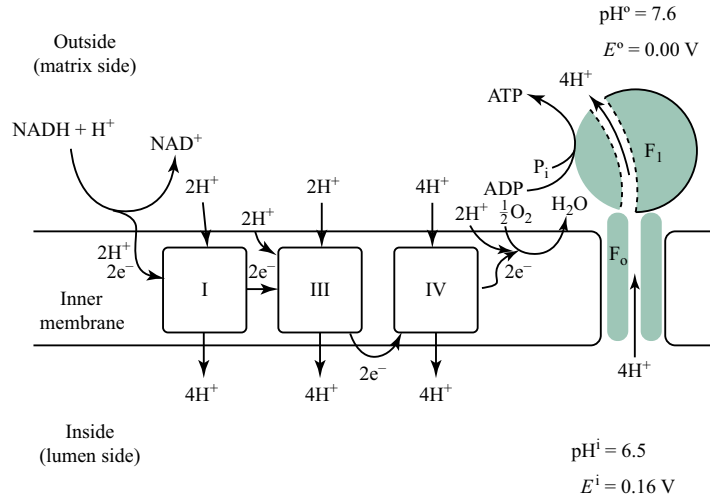 pHº = 7.6
Eº = 0.00 V
Outside
(matrix side)
4H⁺
ATP
NADH + H⁺
NAD⁺
F₁
Pᵢ
ADP
2H⁺
2H⁺
4H⁺
2H⁺
2H⁺
½O₂
H₂O
2H⁺
2e⁻
2e⁻
2e⁻
Fₒ
I
III
IV
Inner
membrane
4H⁺
4H⁺
4H⁺
2e⁻
4H⁺
Inside
(lumen side)
pHⁱ = 6.5
Eⁱ = 0.16 V